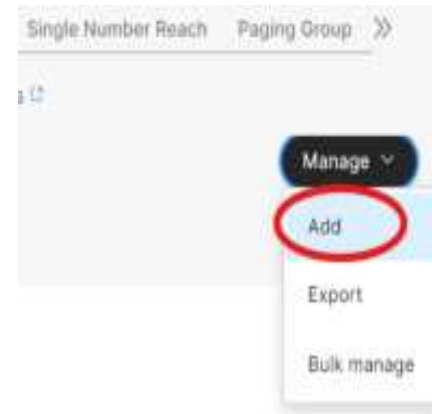 Single Number Reach Paging Group
Manage
Add
Export
Bulk manage